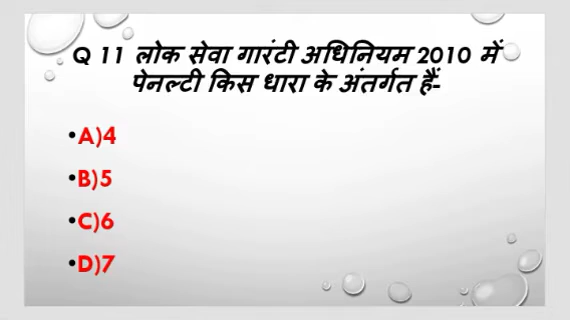 Q 11 लोक सेवा गारंटी अधिनियम 2010 में
पेनल्टी किस धारा के अंतर्गत हैं-
•A)4
•B)5
•C)6
•D)7